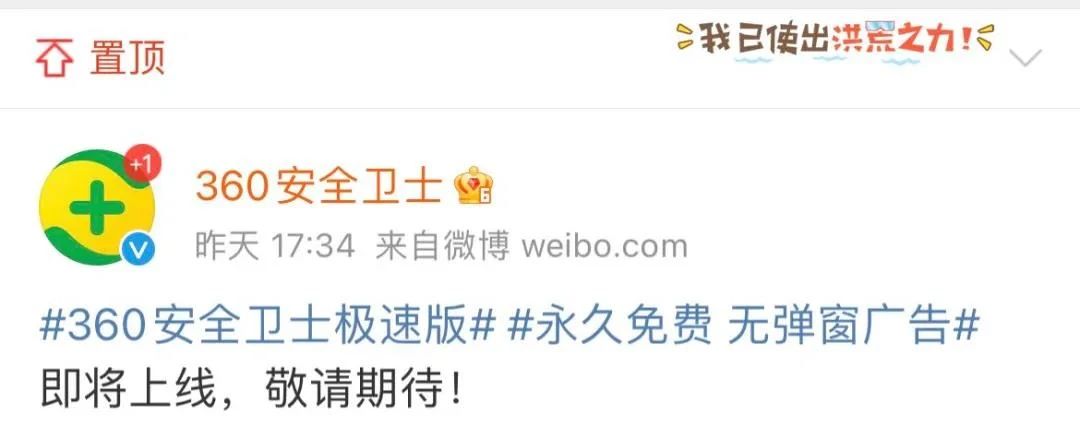 置顶
我已使出洪荒之力!
+1
360安全卫士 6
昨天 17:34 来自微博 weibo.com
#360安全卫士极速版# #永久免费 无弹窗广告#
即将上线，敬请期待！